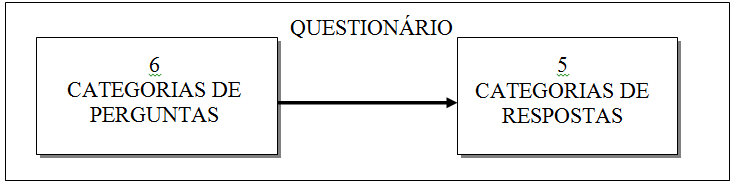 QUESTIONÁRIO
6
CATEGORIAS DE
PERGUNTAS
5
CATEGORIAS DE
RESPOSTAS